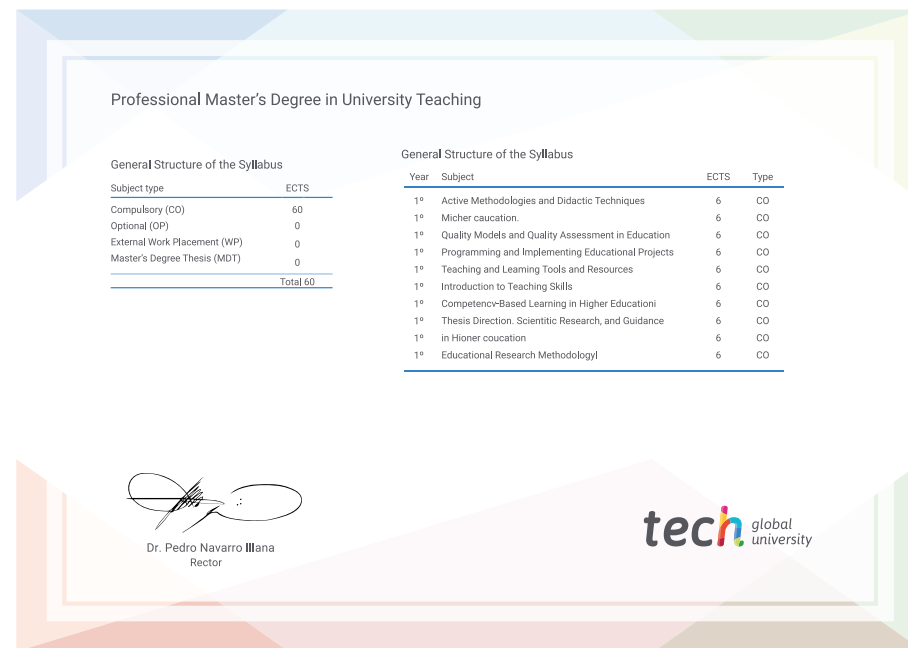 Professional Master's Degree in University Teaching
General Structure of the Syllabus
Subject type ECTS
Compulsory (CO) 60
Optional (OP) 0
External Work Placement (WP) 0
Master's Degree Thesis (MDT) 0
Total 60
General Structure of the Syllabus
Year Subject ECTS Type
1º Active Methodologies and Didactic Techniques 6 CO
1º Micher caucation. 6 CO
1º Quality Models and Quality Assessment in Education 6 CO
1º Programming and Implementing Educational Projects 6 CO
1º Teaching and Leaming Tools and Resources 6 CO
1º Introduction to Teaching Skills 6 CO
1º Competencv-Based Learning in Higher Educationi 6 CO
1º Thesis Direction. Scientitic Research, and Guidance 6 CO
1º in Hioner coucation 6 CO
1º Educational Research Methodologyl 6 CO
Dr. Pedro Navarro Illana
Rector
tech global
university